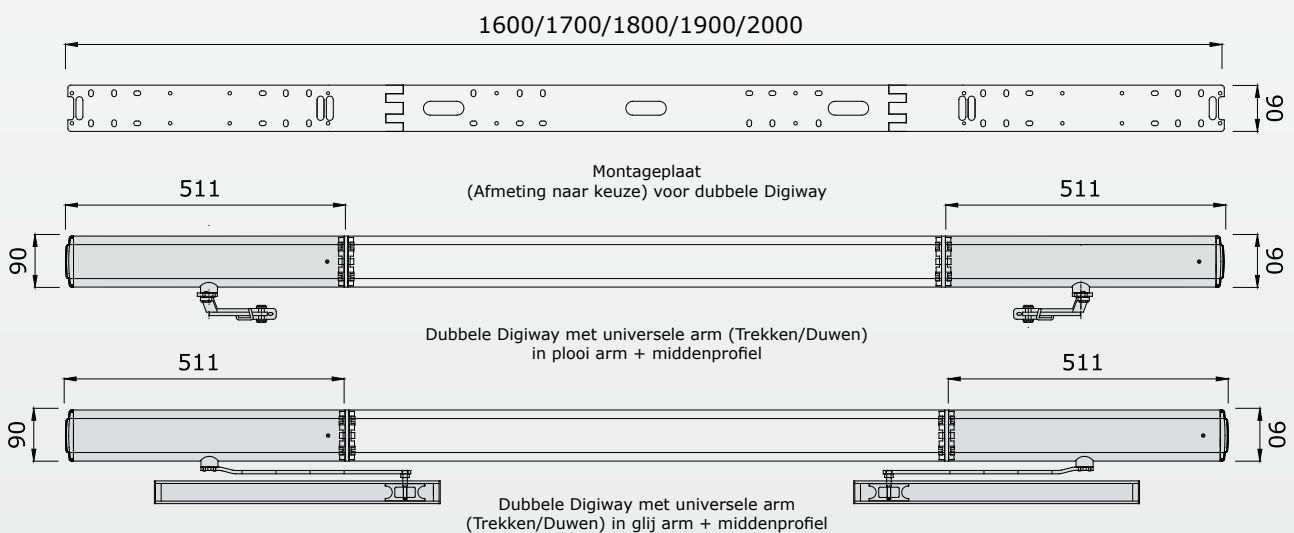 1600/1700/1800/1900/2000
90
Montageplaat
(Afmeting naar keuze) voor dubbele Digiway
511
511
90
90
Dubbele Digiway met universele arm (Trekken/Duwen)
in plooi arm + middenprofiel
511
511
90
90
Dubbele Digiway met universele arm
(Trekken/Duwen) in glij arm + middenprofiel